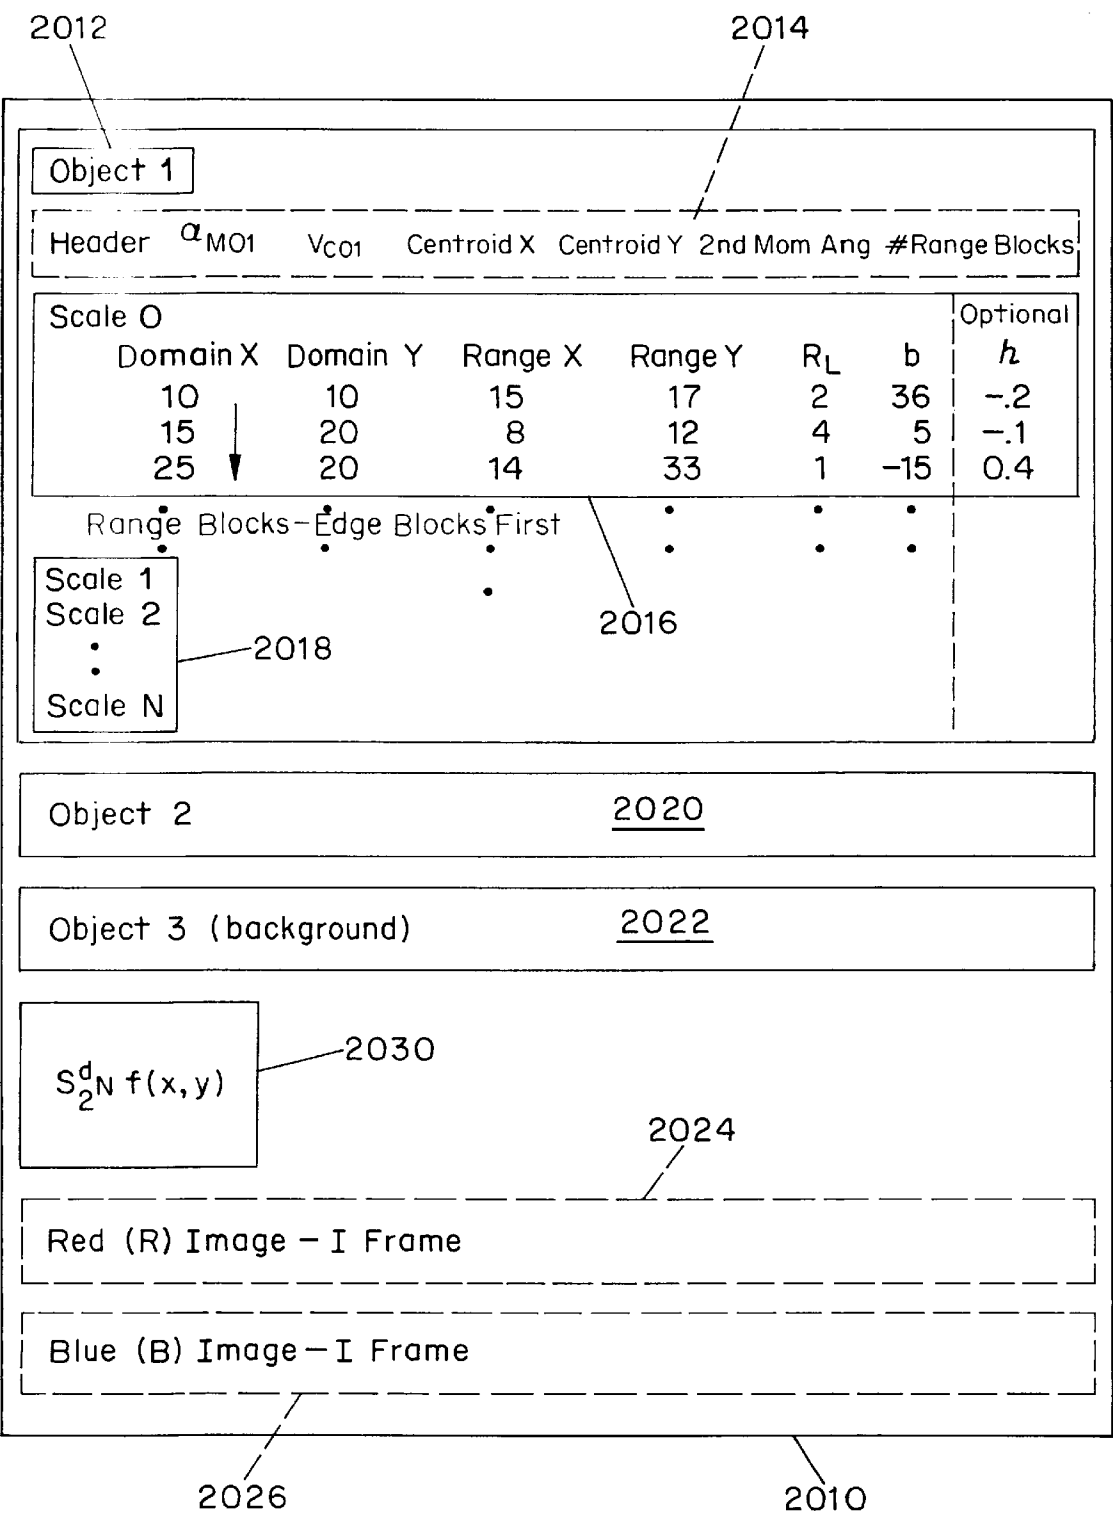 2012 2014
Object 1
Header αMO1 VCO1 Centroid X Centroid Y 2nd Mom Ang #Range Blocks
Scale 0 Optional
Domain X Domain Y Range X Range Y RL b h
10 10 15 17 2 36 -.2
15 20 8 12 4 5 -.1
25 20 14 33 1 -15 0.4
Range Blocks-Edge Blocks First
Scale 1
Scale 2
2016
2018
Scale N
Object 2 2020
Object 3 (background) 2022
2030
S^d_2^N f(x,y)
2024
Red (R) Image - I Frame
Blue (B) Image - I Frame
2026 2010